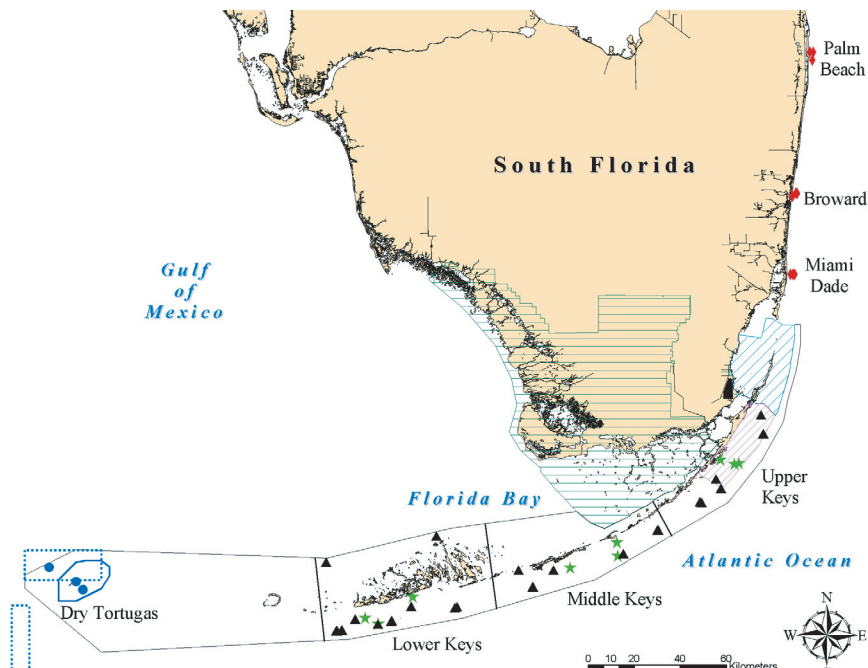 Palm
Beach
South Florida
Broward
Gulf
of
Mexico
Miami
Dade
Upper
Keys
Florida Bay
Atlantic Ocean
Dry Tortugas
Middle Keys
Lower Keys
N
W
E
S
0 10 20 40 60
Kilometers